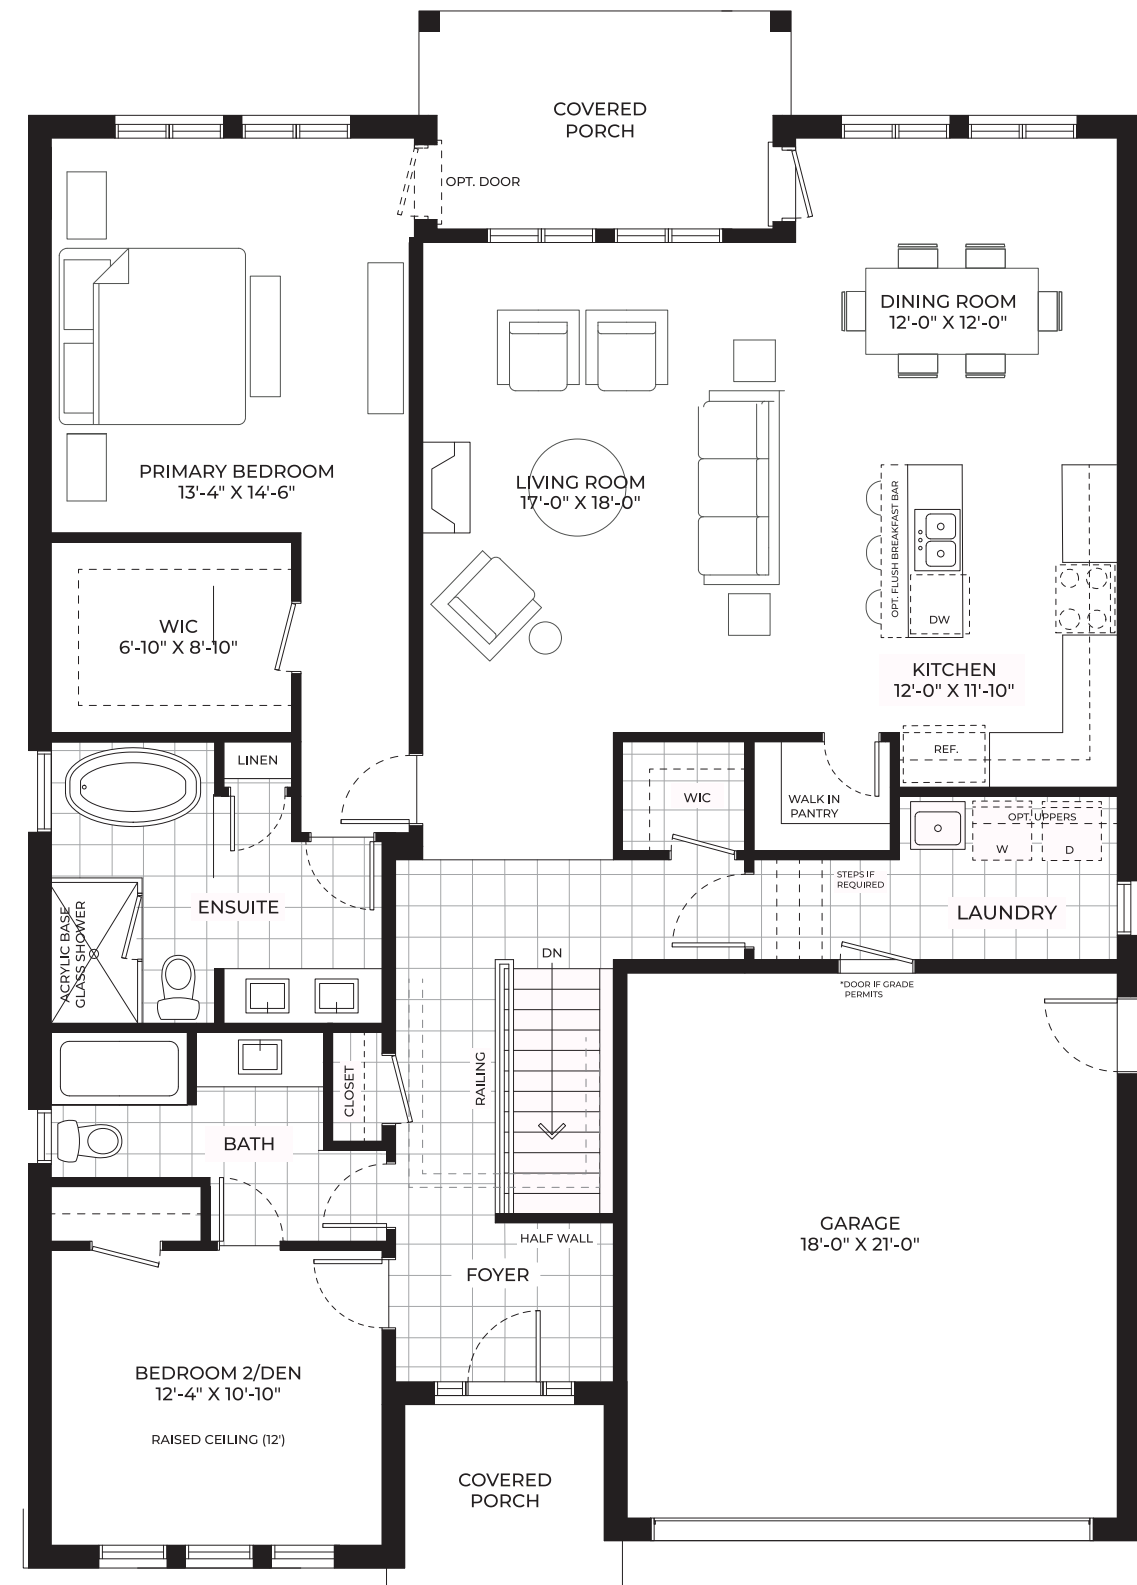 COVERED
PORCH
OPT. DOOR
DINING ROOM
12'-0" X 12'-0"
PRIMARY BEDROOM
13'-4" X 14'-6"
LIVING ROOM
17'-0" X 18'-0"
OPT. FLUSH BREAKFAST BAR
DW
WIC
6'-10" X 8'-10"
KITCHEN
12'-0" X 11'-10"
REF.
LINEN
WIC
WALK IN
PANTRY
OPT. UPPERS
W
D
STEPS IF
REQUIRED
ENSUITE
LAUNDRY
ACRYLIC BASE
GLASS SHOWER
DN
*DOOR IF GRADE
PERMITS
RAILING
CLOSET
BATH
GARAGE
18'-0" X 21'-0"
HALF WALL
FOYER
BEDROOM 2/DEN
12'-4" X 10'-10"
RAISED CEILING (12')
COVERED
PORCH